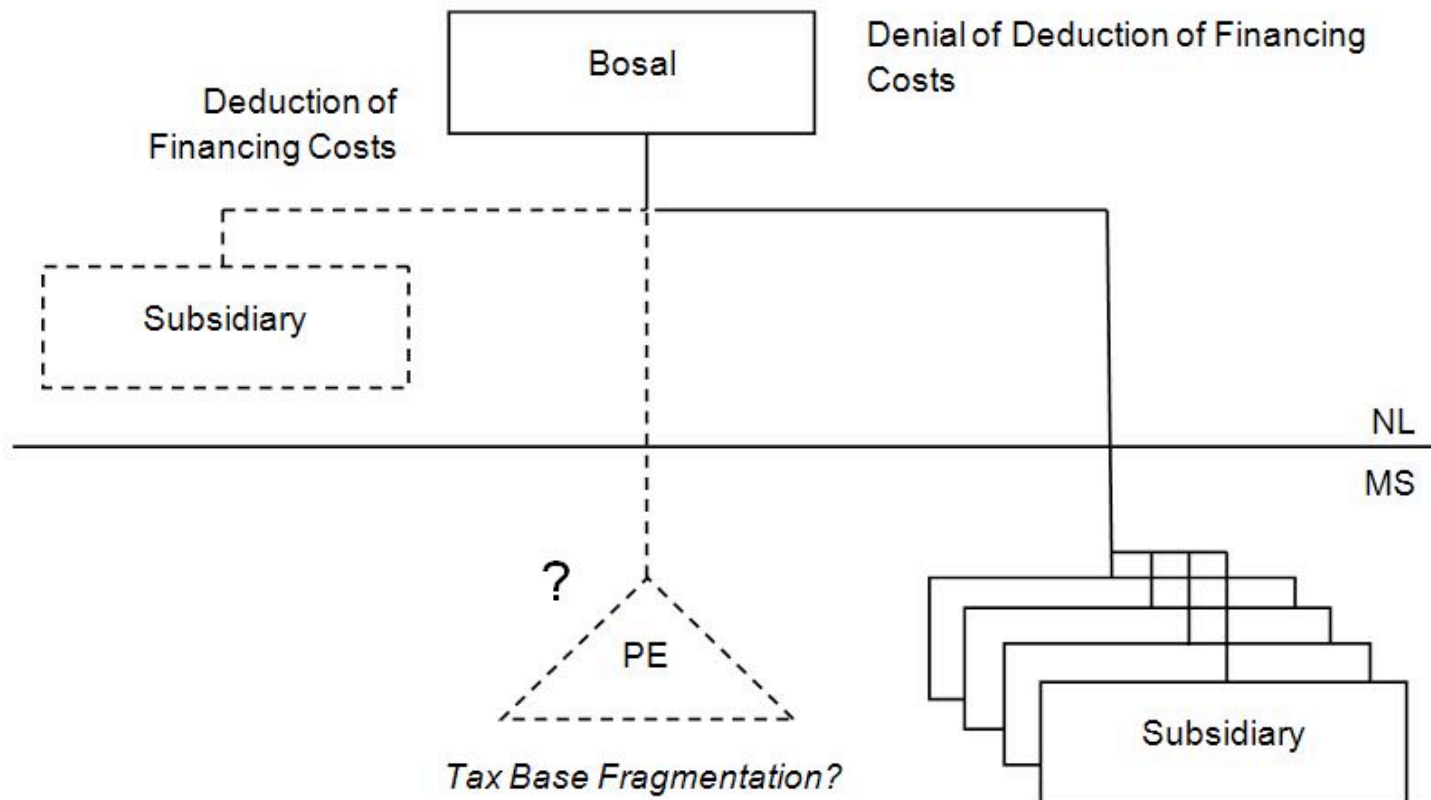 Bosal
Denial of Deduction of Financing
Costs
Deduction of
Financing Costs
Subsidiary
NL
MS
?
PE
Subsidiary
Tax Base Fragmentation?